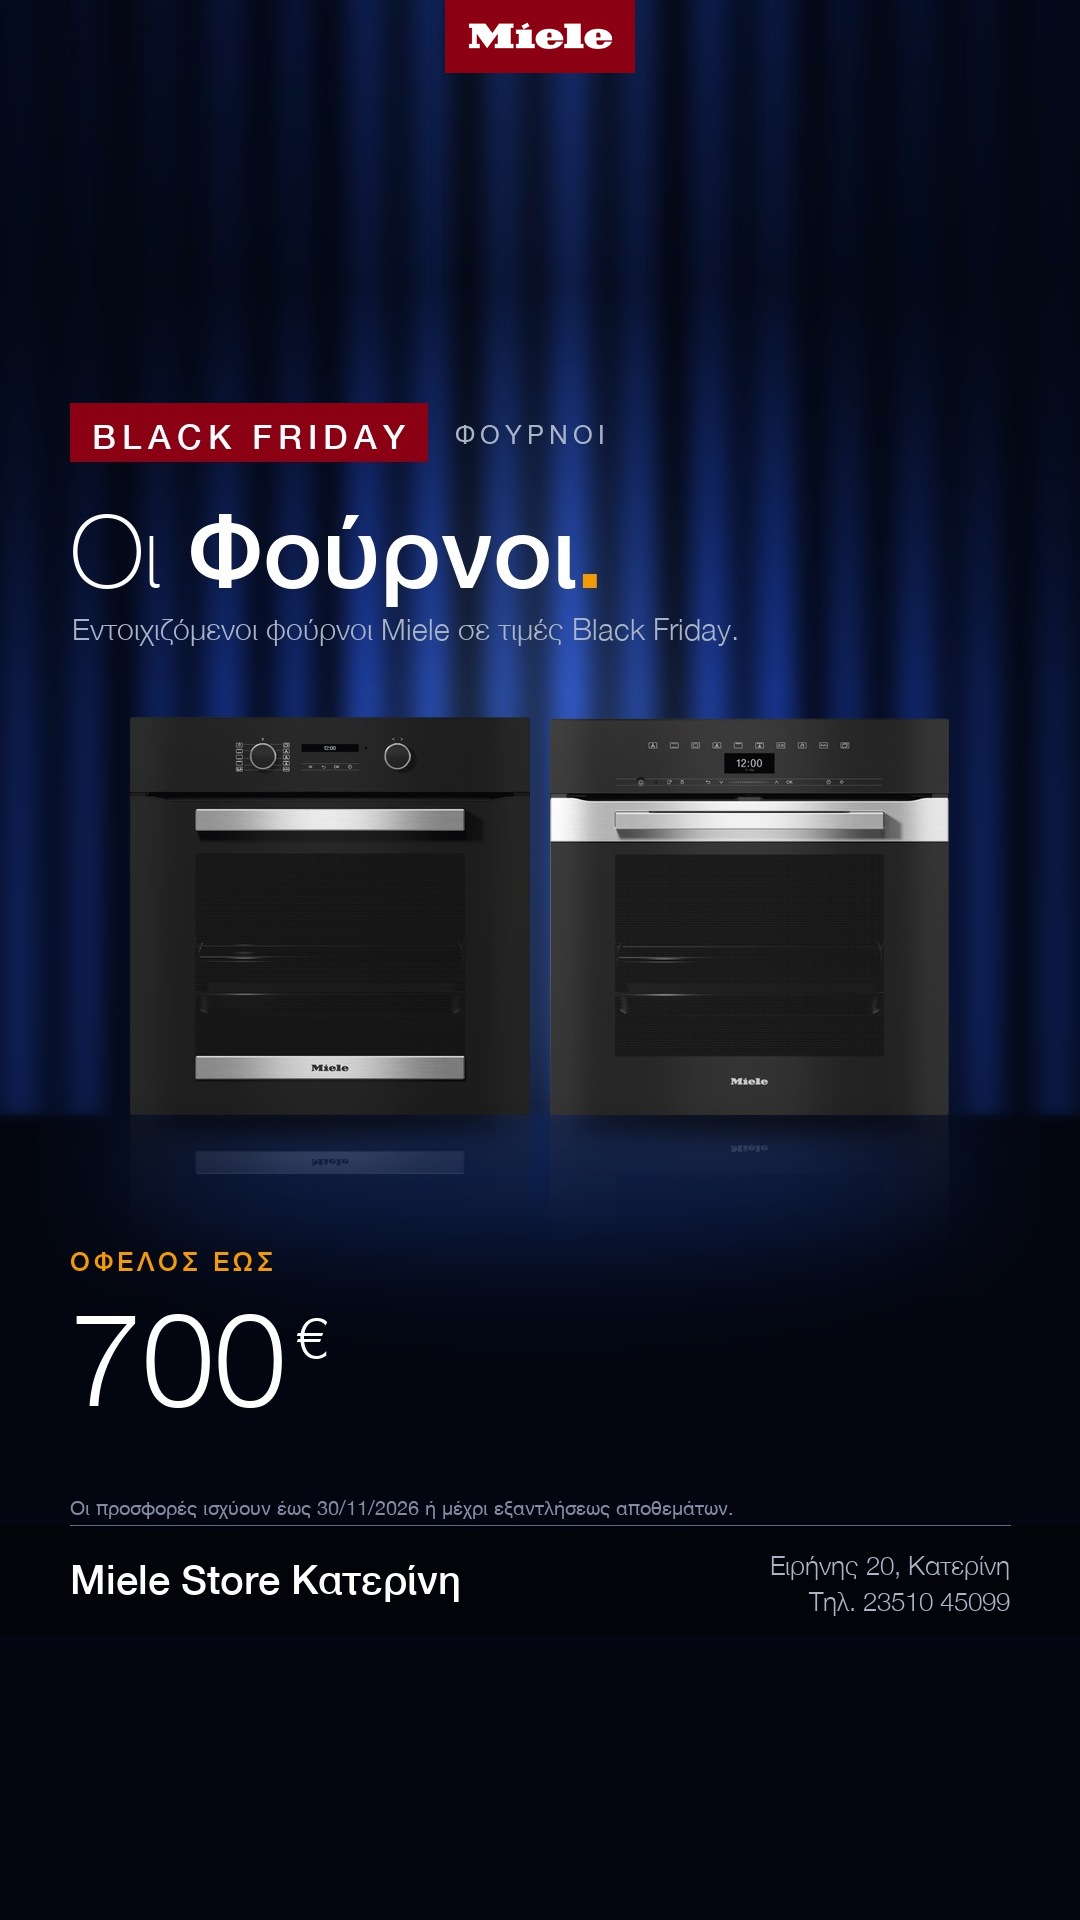 Miele
BLACK FRIDAY ΦΟΥΡΝΟΙ
Οι Φούρνοι.
Εντοιχιζόμενοι φούρνοι Miele σε τιμές Black Friday.
12:00
12:00
Miele
Miele
ΟΦΕΛΟΣ ΕΩΣ
700€
Οι προσφορές ισχύουν έως 30/11/2026 ή μέχρι εξαντλήσεως αποθεμάτων.
Miele Store Κατερίνη
Ειρήνης 20, Κατερίνη
Τηλ. 23510 45099